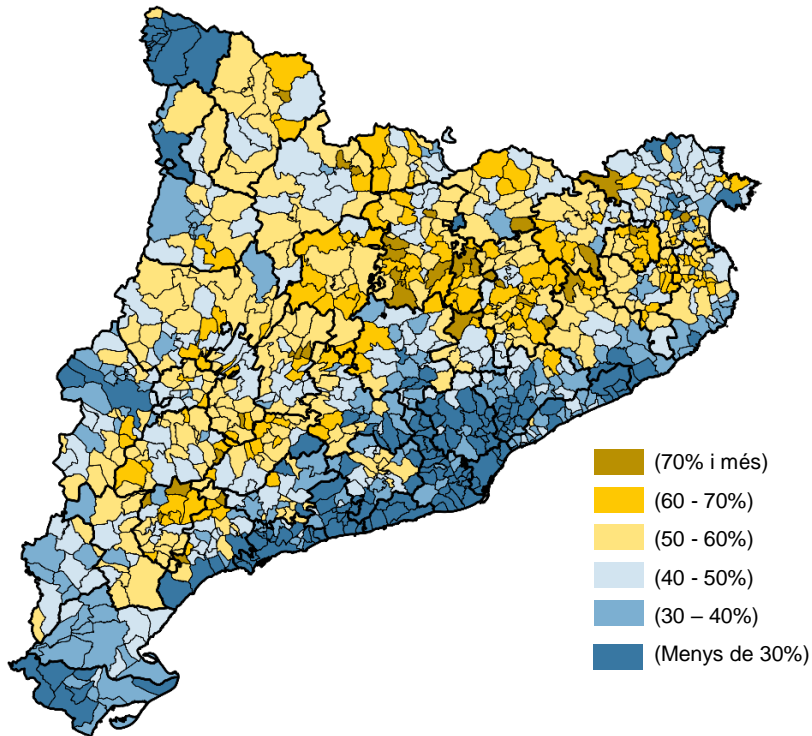 (70% i més)
(60 - 70%)
(50 - 60%)
(40 - 50%)
(30 – 40%)
(Menys de 30%)